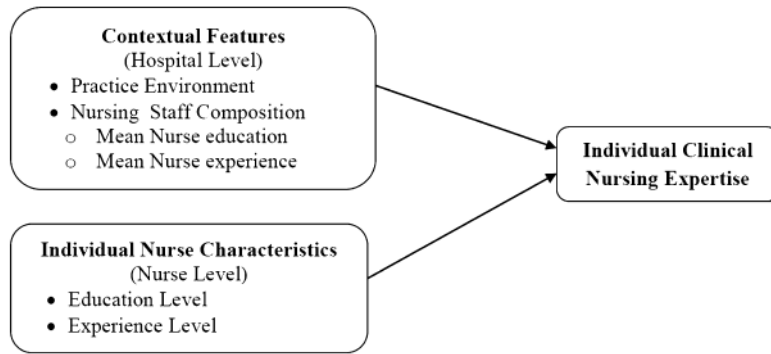 Contextual Features
(Hospital Level)
• Practice Environment
• Nursing Staff Composition
o Mean Nurse education
o Mean Nurse experience
Individual Clinical
Nursing Expertise
Individual Nurse Characteristics
(Nurse Level)
• Education Level
• Experience Level